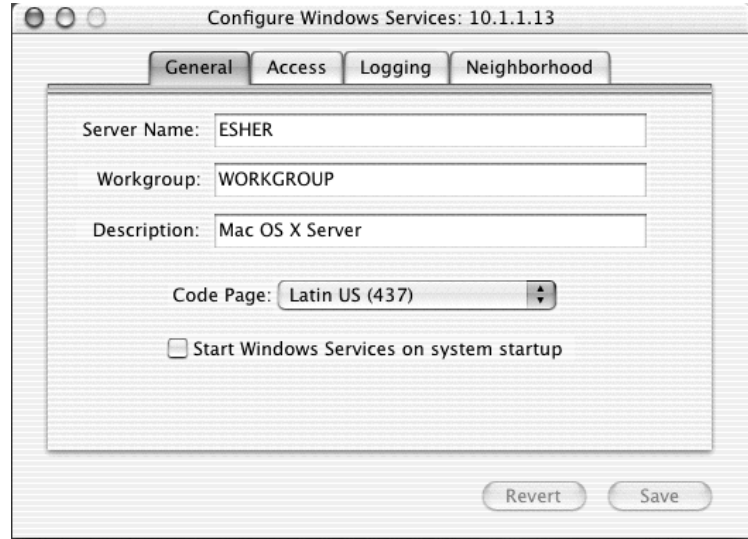 Configure Windows Services: 10.1.1.13
General Access Logging Neighborhood
Server Name: ESHER
Workgroup: WORKGROUP
Description: Mac OS X Server
Code Page: Latin US (437)
Start Windows Services on system startup
Revert Save